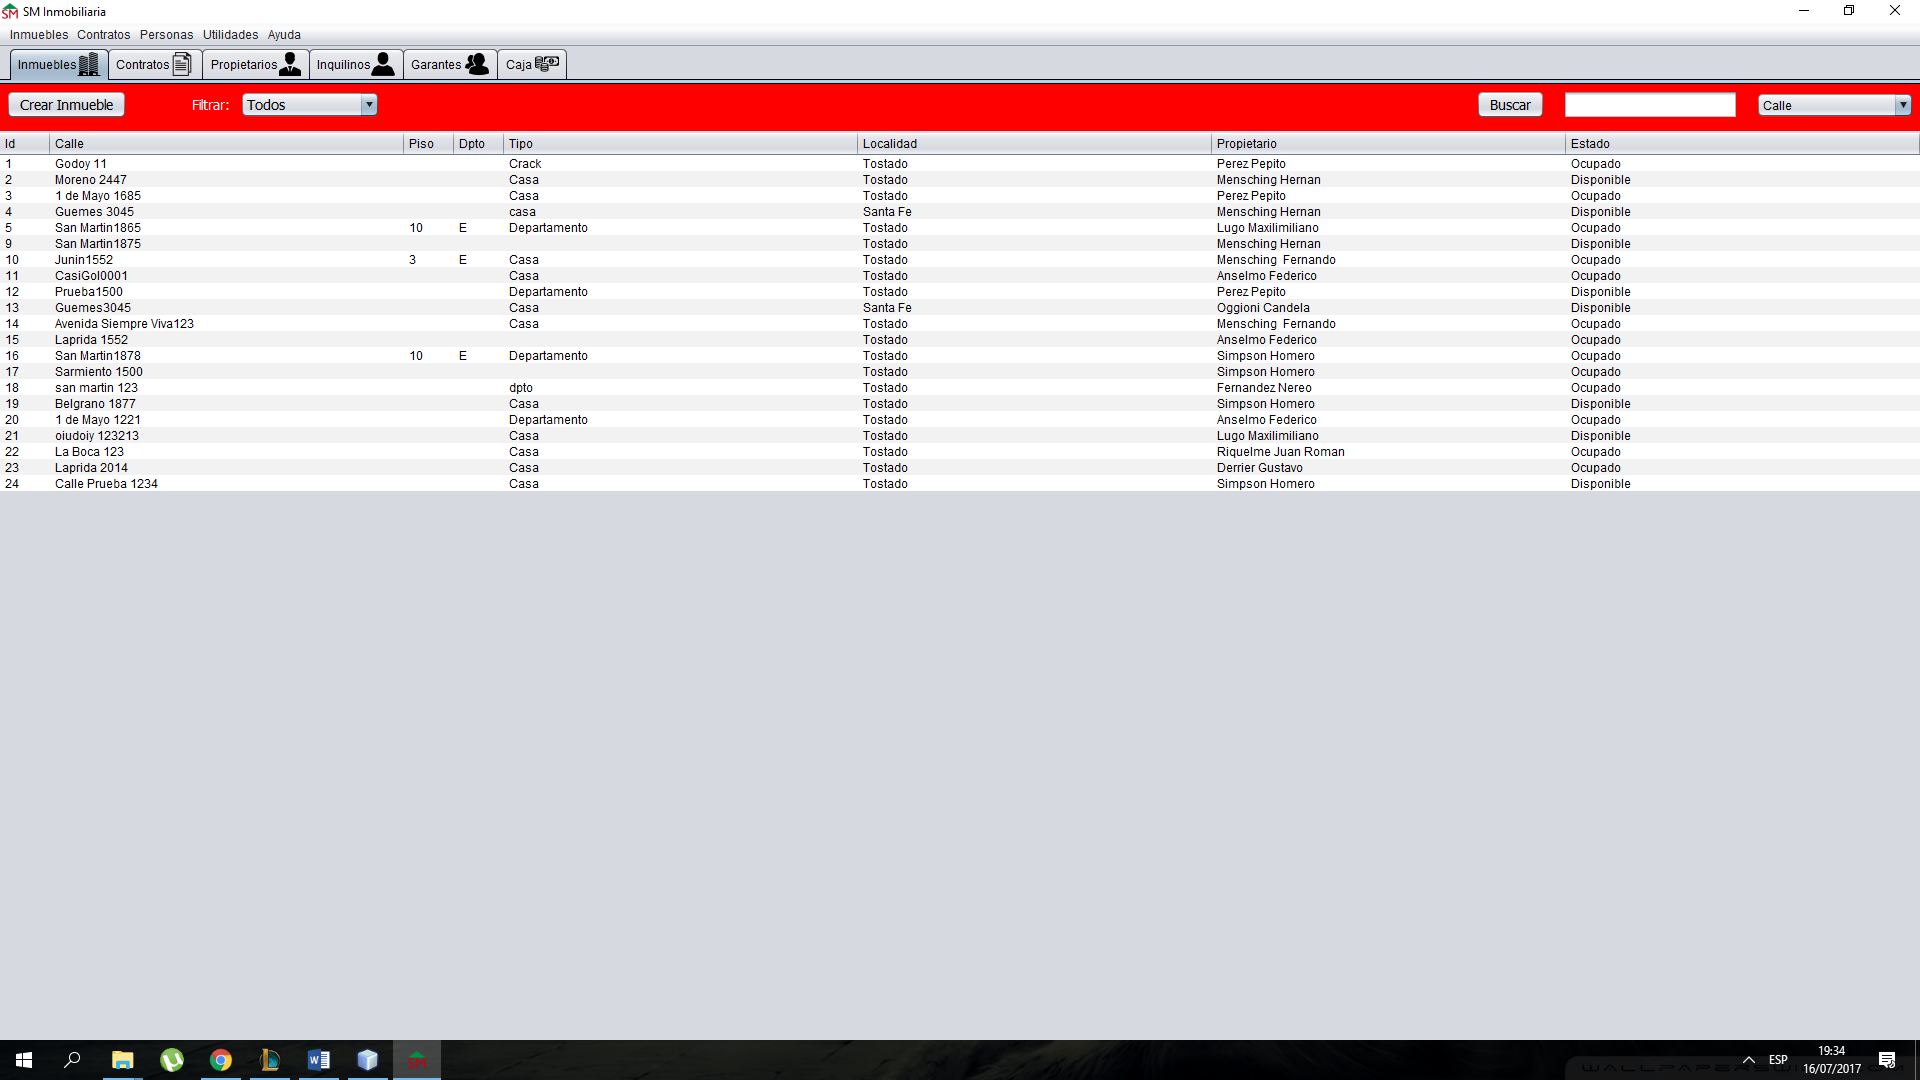 SM Inmobiliaria
Inmuebles Contratos Personas Utilidades Ayuda
Inmuebles Contratos Propietarios Inquilinos Garantes Caja
Crear Inmueble Filtrar: Todos Buscar Calle
Id Calle Piso Dpto Tipo Localidad Propietario Estado
1 Godoy 11 Crack Tostado Perez Pepito Ocupado
2 Moreno 2447 Casa Tostado Mensching Hernan Disponible
3 1 de Mayo 1685 Casa Tostado Perez Pepito Ocupado
4 Guemes 3045 casa Santa Fe Mensching Hernan Disponible
5 San Martin1865 10 E Departamento Tostado Lugo Maxilimiliano Ocupado
9 San Martin1875 Tostado Mensching Hernan Disponible
10 Junin1552 3 E Casa Tostado Mensching Fernando Ocupado
11 CasiGol0001 Casa Tostado Anselmo Federico Ocupado
12 Prueba1500 Departamento Tostado Perez Pepito Disponible
13 Guemes3045 Casa Santa Fe Oggioni Candela Disponible
14 Avenida Siempre Viva123 Casa Tostado Mensching Fernando Ocupado
15 Laprida 1552 Tostado Anselmo Federico Ocupado
16 San Martin1878 10 E Departamento Tostado Simpson Homero Ocupado
17 Sarmiento 1500 Tostado Simpson Homero Ocupado
18 san martin 123 dpto Tostado Fernandez Nereo Ocupado
19 Belgrano 1877 Casa Tostado Simpson Homero Disponible
20 1 de Mayo 1221 Departamento Tostado Anselmo Federico Ocupado
21 oiudoiy 123213 Casa Tostado Lugo Maxilimiliano Disponible
22 La Boca 123 Casa Tostado Riquelme Juan Roman Ocupado
23 Laprida 2014 Casa Tostado Derrier Gustavo Ocupado
24 Calle Prueba 1234 Casa Tostado Simpson Homero Disponible
SM
ESP
19:34
16/07/2017